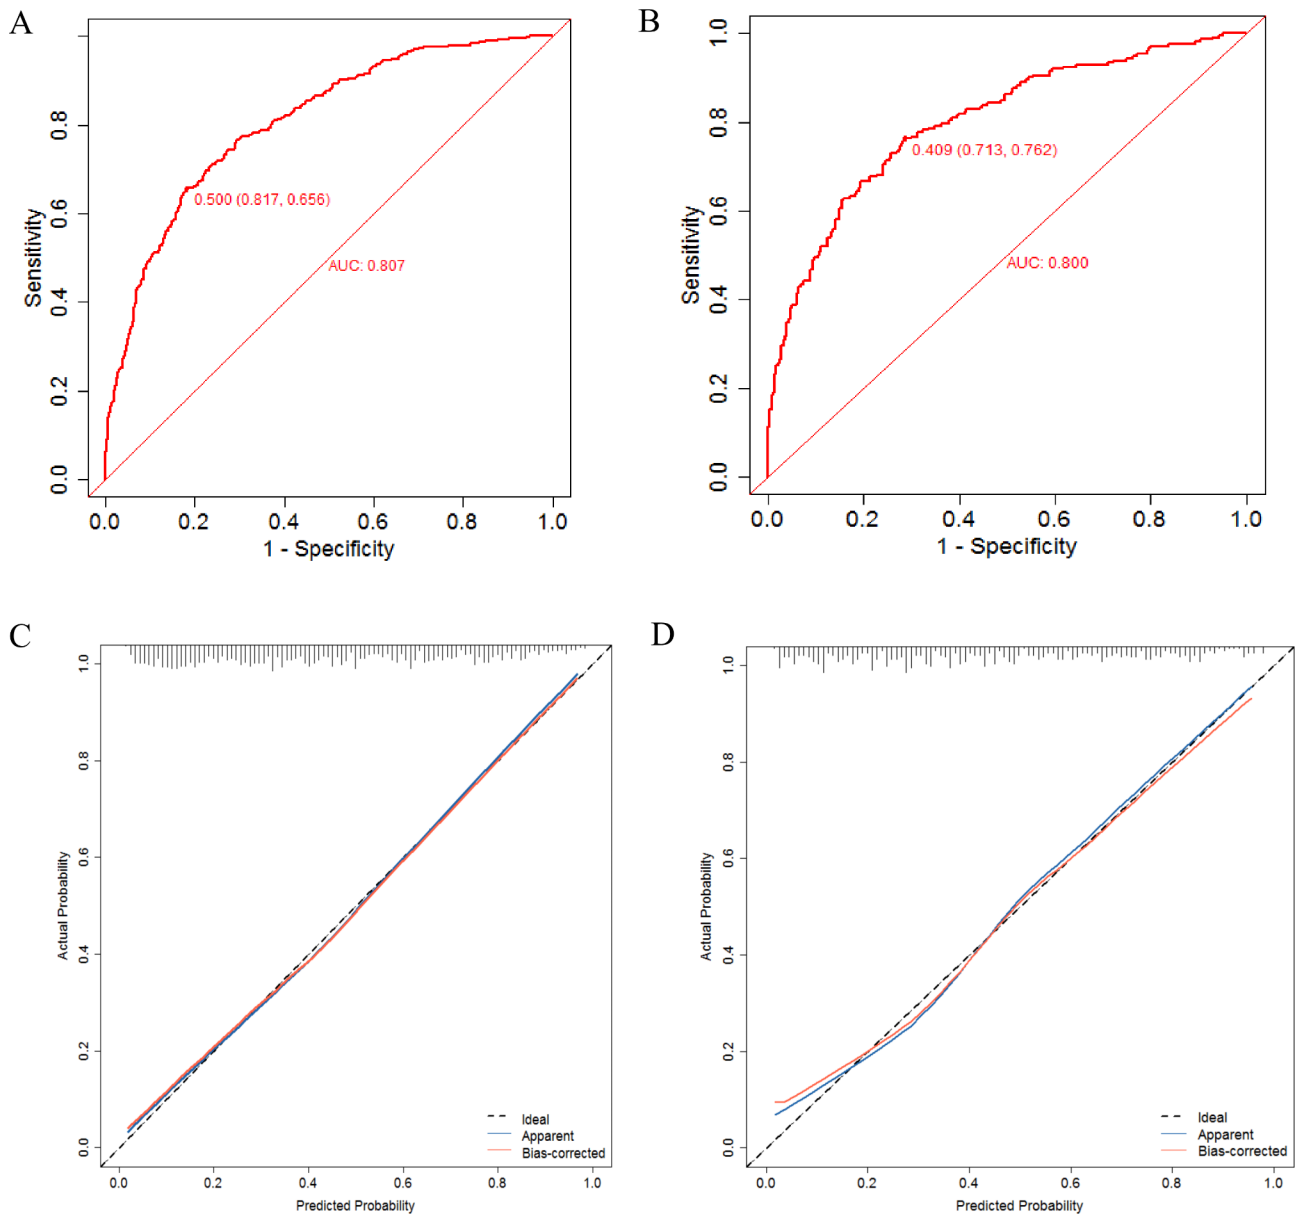 A
Sensitivity
0.8
0.6
0.4
0.2
0.0
0.500 (0.817, 0.656)
AUC: 0.807
0.0 0.2 0.4 0.6 0.8 1.0
1 - Specificity
B
Sensitivity
1.0
0.8
0.6
0.4
0.2
0.0
0.409 (0.713, 0.762)
AUC: 0.800
0.0 0.2 0.4 0.6 0.8 1.0
1 - Specificity
C
Actual Probability
1.0
0.8
0.6
0.4
0.2
0.0
Ideal
Apparent
Bias-corrected
0.0 0.2 0.4 0.6 0.8 1.0
Predicted Probability
D
Actual Probability
1.0
0.8
0.6
0.4
0.2
0.0
Ideal
Apparent
Bias-corrected
0.0 0.2 0.4 0.6 0.8 1.0
Predicted Probability